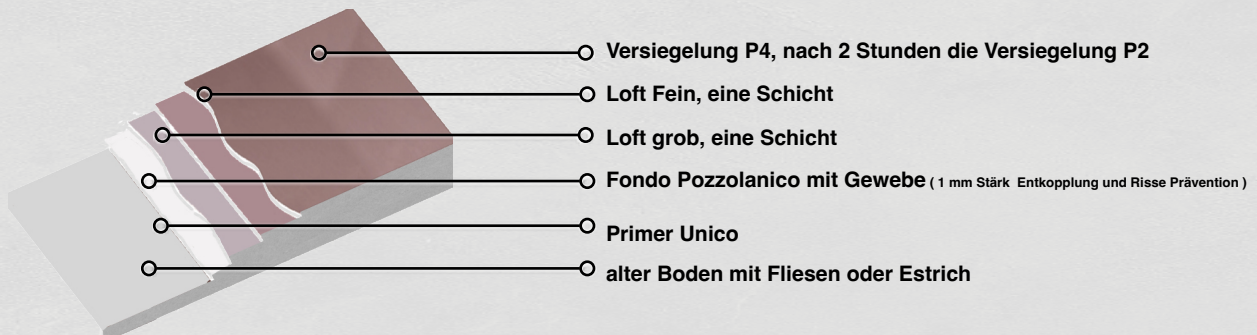 Versiegelung P4, nach 2 Stunden die Versiegelung P2
Loft Fein, eine Schicht
Loft grob, eine Schicht
Fondo Pozzolanico mit Gewebe ( 1 mm Stärk Entkopplung und Risse Prävention )
Primer Unico
alter Boden mit Fliesen oder Estrich